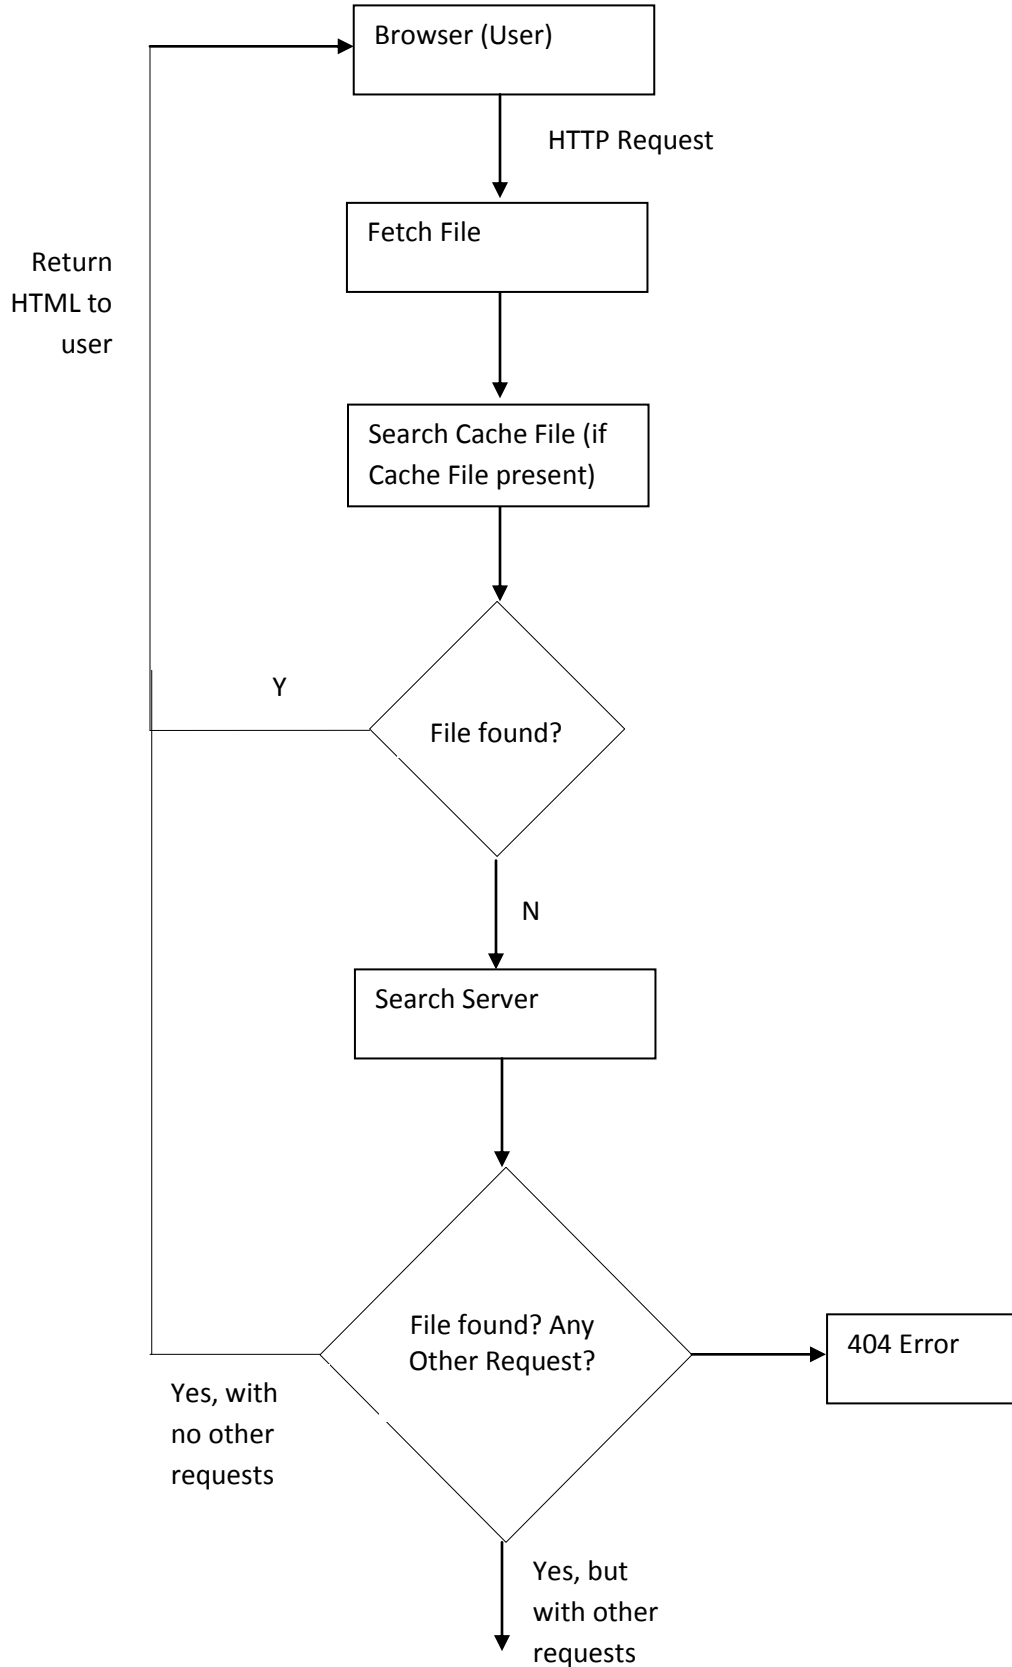 Browser (User)
HTTP Request
Fetch File
Return
HTML to
user
Search Cache File (if
Cache File present)
Y
File found?
N
Search Server
File found? Any
Other Request?
404 Error
Yes, with
no other
requests
Yes, but
with other
requests